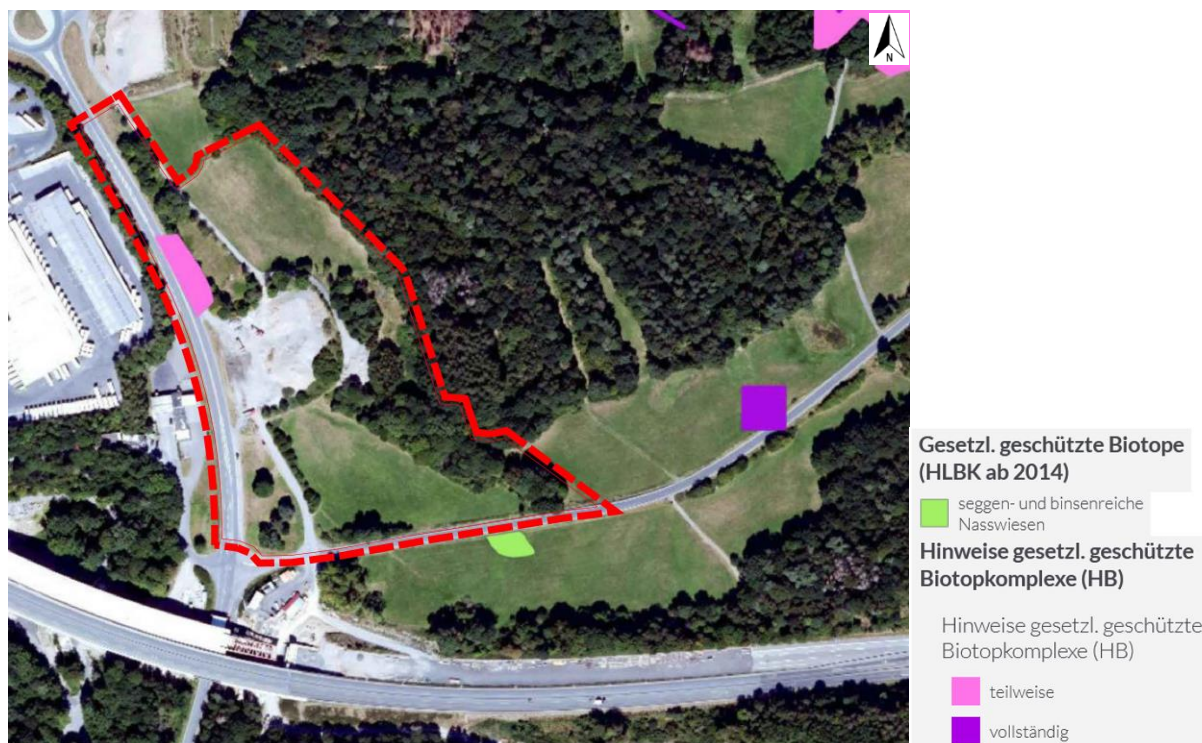 N
Gesetzl. geschützte Biotope
(HLBK ab 2014)
seggen- und binsenreiche
Nasswiesen
Hinweise gesetzl. geschützte
Biotopkomplexe (HB)
Hinweise gesetzl. geschützte
Biotopkomplexe (HB)
teilweise
vollständig